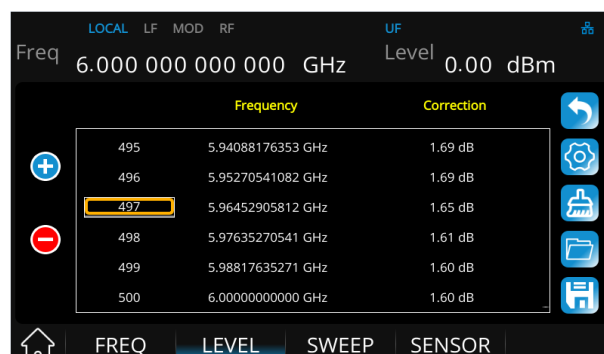 LOCAL LF MOD RF UF
Freq 6.000 000 000 000 GHz Level 0.00 dBm
Frequency Correction
495 5.94088176353 GHz 1.69 dB
496 5.95270541082 GHz 1.69 dB
497 5.96452905812 GHz 1.65 dB
498 5.97635270541 GHz 1.61 dB
499 5.98817635271 GHz 1.60 dB
500 6.00000000000 GHz 1.60 dB
FREQ LEVEL SWEEP SENSOR